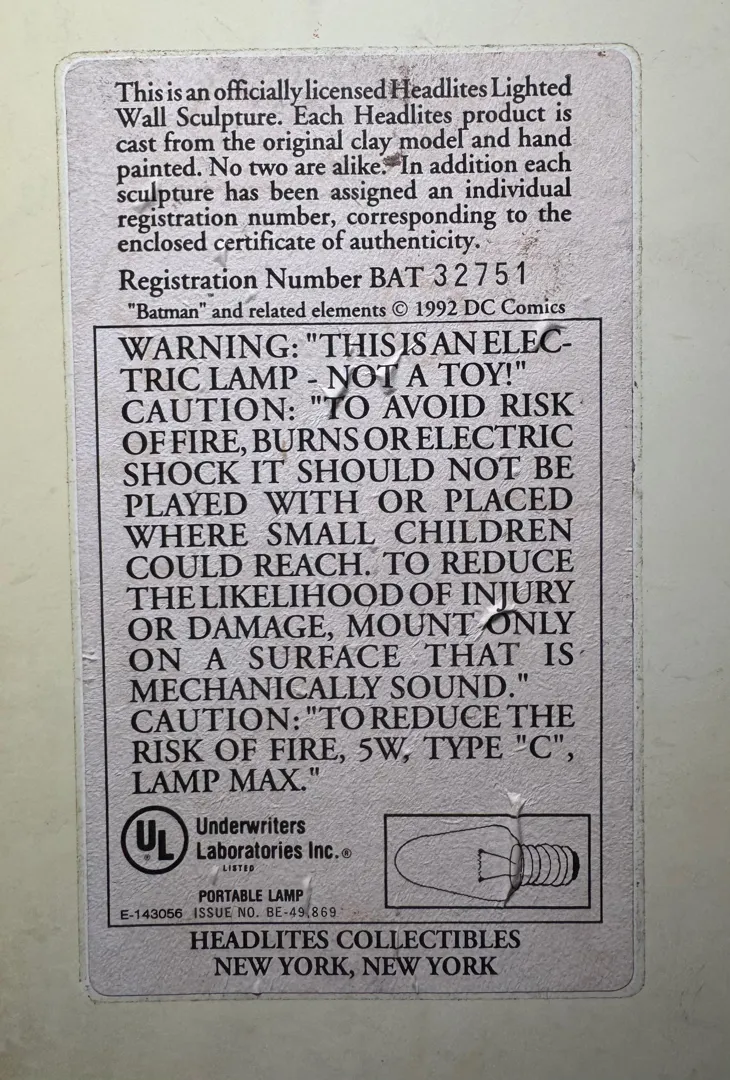 This is an officially licensed Headlites Lighted
Wall Sculpture. Each Headlites product is
cast from the original clay model and hand
painted. No two are alike. In addition each
sculpture has been assigned an individual
registration number, corresponding to the
enclosed certificate of authenticity.
Registration Number BAT 32751
"Batman" and related elements © 1992 DC Comics
WARNING: "THIS IS AN ELEC-
TRIC LAMP - NOT A TOY!"
CAUTION: "TO AVOID RISK
OF FIRE, BURNS OR ELECTRIC
SHOCK IT SHOULD NOT BE
PLAYED WITH OR PLACED
WHERE SMALL CHILDREN
COULD REACH. TO REDUCE
THE LIKELIHOOD OF INJURY
OR DAMAGE, MOUNT ONLY
ON A SURFACE THAT IS
MECHANICALLY SOUND."
CAUTION: "TO REDUCE THE
RISK OF FIRE, 5W, TYPE "C",
LAMP MAX."
UL ®
Underwriters
Laboratories Inc.®
LISTED
PORTABLE LAMP
E-143056 ISSUE NO. BE-49,869
HEADLITES COLLECTIBLES
NEW YORK, NEW YORK